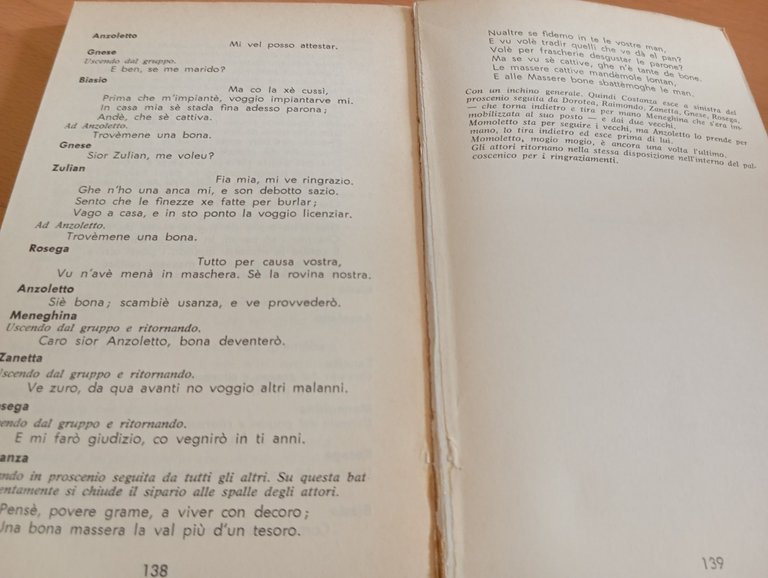 Anzoletto
Mi vel posso attestar.
Gnese
Uscendo dal gruppo.
E ben, se me marido?
Biasio
Ma co la xè cussì,
Prima che m'impiantè, voggio impiantarve mi.
In casa mia sè stada fina adesso parona;
Andè, che sè cattiva.
Ad Anzoletto.
Trovèmene una bona.
Gnese
Sior Zulian, me voleu?
Zulian
Fia mia, mi ve ringrazio.
Ghe n'ho una anca mi, e son debotto sazio.
Sento che le finezze xe fatte per burlar;
Vago a casa, e in sto ponto la voggio licenziar.
Ad Anzoletto.
Trovèmene una bona.
Rosega
Tutto per causa vostra,
Vu n'avè menà in maschera. Sè la rovina nostra.
Anzoletto
Siè bona; scambiè usanza, e ve provvederò.
Meneghina
Uscendo dal gruppo e ritornando.
Caro sior Anzoletto, bona deventerò.
Zanetta
Uscendo dal gruppo e ritornando.
Ve zuro, da qua avanti no voggio altri malanni.
sega
endo dal gruppo e ritornando.
E mi farò giudizio, co vegnirò in ti anni.
anza
endo in proscenio seguita da tutti gli altri. Su questa bat
entamente si chiude il sipario alle spalle degli attori.
Pensè, povere grame, a viver con decoro;
Una bona massera la val più d'un tesoro.
138
Nualtre se fidemo in te le vostre man,
E vu volè tradir quelli che ve dà el pan?
Volè per frascherie desgustar le parone?
Ma se vu sè cattive, ghe n'è tante de bone.
Le massere cattive mandèmole lontan,
E alle Massere bone sbattèmoghe le man.
Con un inchino generale. Quindi Costanza esce a sinistra del
proscenio seguita da Dorotea, Raimondo, Zanetta, Gnese, Rosega,
— che torna indietro e tira per mano Meneghina che s'era im-
mobilizzata al suo posto — e dai due vecchi.
Momoletto sta per seguire i vecchi, ma Anzoletto lo prende per
mano, lo tira indietro ed esce prima di lui.
Momoletto, mogio mogio, è ancora una volta l'ultimo.
Gli attori ritornano nella stessa disposizione nell'interno del pal-
coscenico per i ringraziamenti.
139